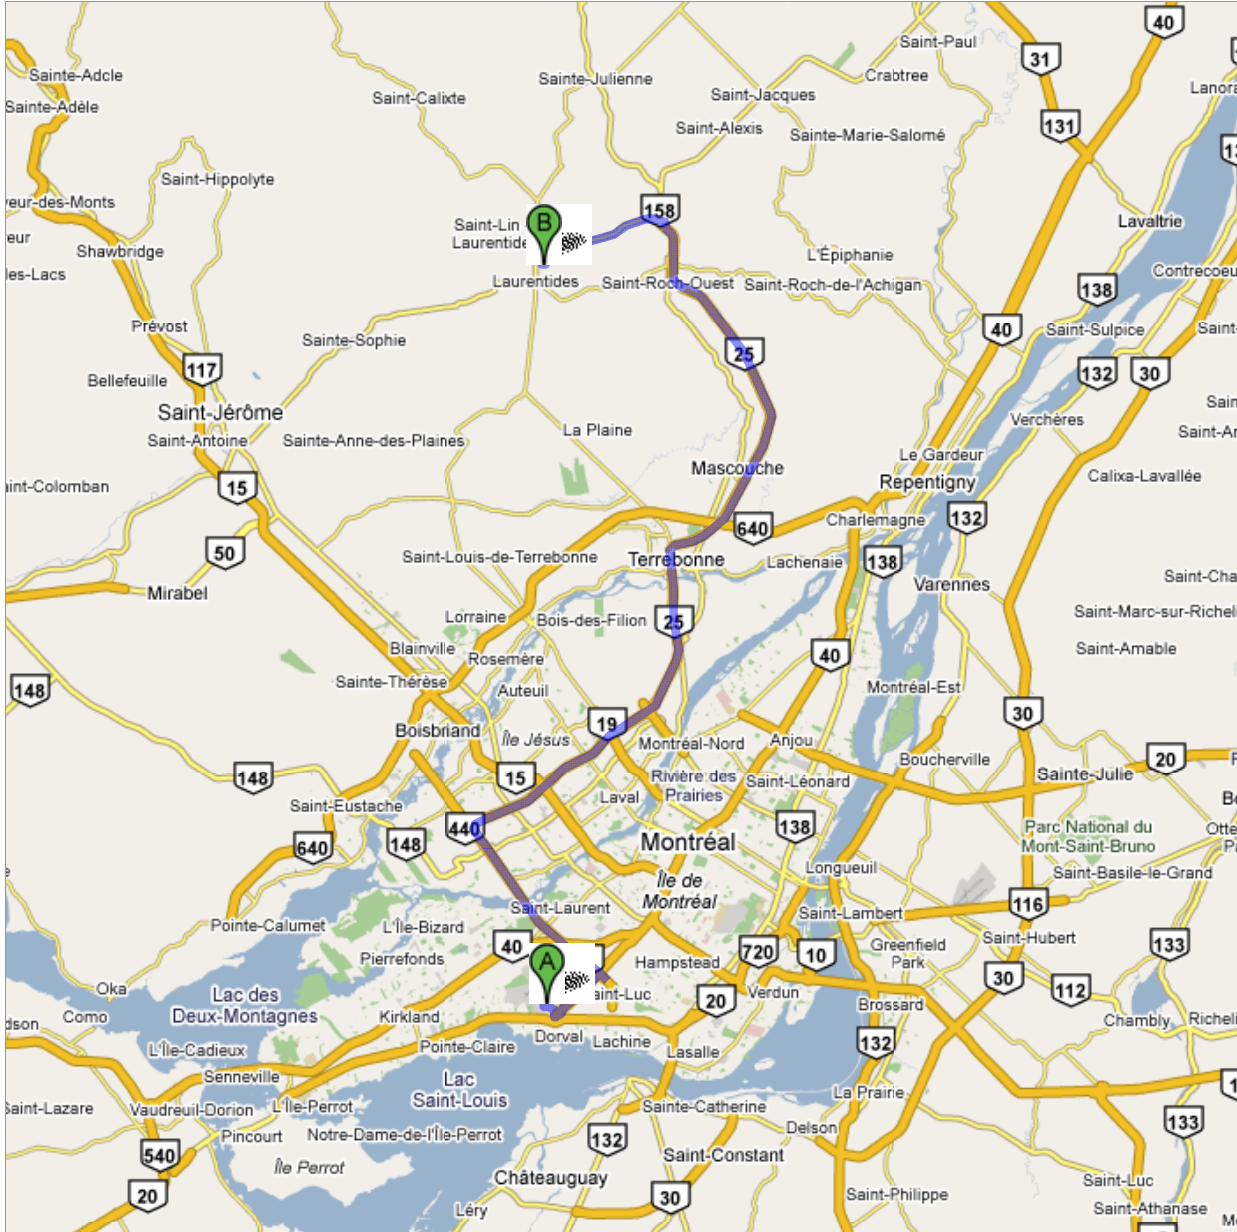 40
Saint-Paul
31
Sainte-Adcle
Sainte-Julienne
Crabtree
Saint-Calixte
Saint-Jacques
Sainte-Adèle
131
Saint-Alexis
Sainte-Marie-Salomé
Saint-Hippolyte
158
Lavaltrie
Saint-Lin
B
Laurentide
Shawbridge
L'Épiphanie
Contrecoeu
Laurentides
Saint-Roch-Ouest
Saint-Roch-de-l'Achigan
138
Prévost
40
Saint-Sulpice
Sainte-Sophie
25
117
132
30
Bellefeuille
Saint-Jérôme
Verchères
Saint-Antoine
Sainte-Anne-des-Plaines
La Plaine
Le Gardeur
Mascouche
Calixa-Lavallée
15
Repentigny
132
640
Charlemagne
50
Saint-Louis-de-Terrebonne
Terrebonne
Lachenaie
138
Mirabel
Varennes
Lorraine
Bois-des-Filion
25
Saint-Marc-sur-Richeli
Blainville
Rosemère
40
Saint-Amable
148
Sainte-Thérèse
Auteuil
Montréal-Est
30
Boisbriand
19
Île Jésus
Montréal-Nord
Anjou
Boucherville
20
148
15
Rivière des
Prairies
Saint-Léonard
Sainte-Julie
Saint-Eustache
Laval
440
138
Parc National du
Mont-Saint-Bruno
640
148
Montréal
Longueuil
Saint-Basile-le-Grand
Île de
Montréal
116
Saint-Laurent
Saint-Lambert
Pointe-Calumet
L'Île-Bizard
40
Pierrefonds
720
10
Greenfield
Park
Saint-Hubert
133
A
Hampstead
30
112
Oka
Lac des
Deux-Montagnes
aint-Luc
20
Verdun
Brossard
Como
Kirkland
Chambly
Richeli
Dorval
Lachine
L'Île-Cadieux
Pointe-Claire
Lasalle
132
Senneville
Lac
Saint-Louis
La Prairie
Saint-Lazare
Vaudreuil-Dorion
L'Île-Perrot
Sainte-Catherine
133
Pincourt
Notre-Dame-de-l'Île-Perrot
132
Delson
540
Île Perrot
Saint-Constant
Châteauguay
20
30
Saint-Luc
Saint-Philippe
Léry
Saint-Athanase